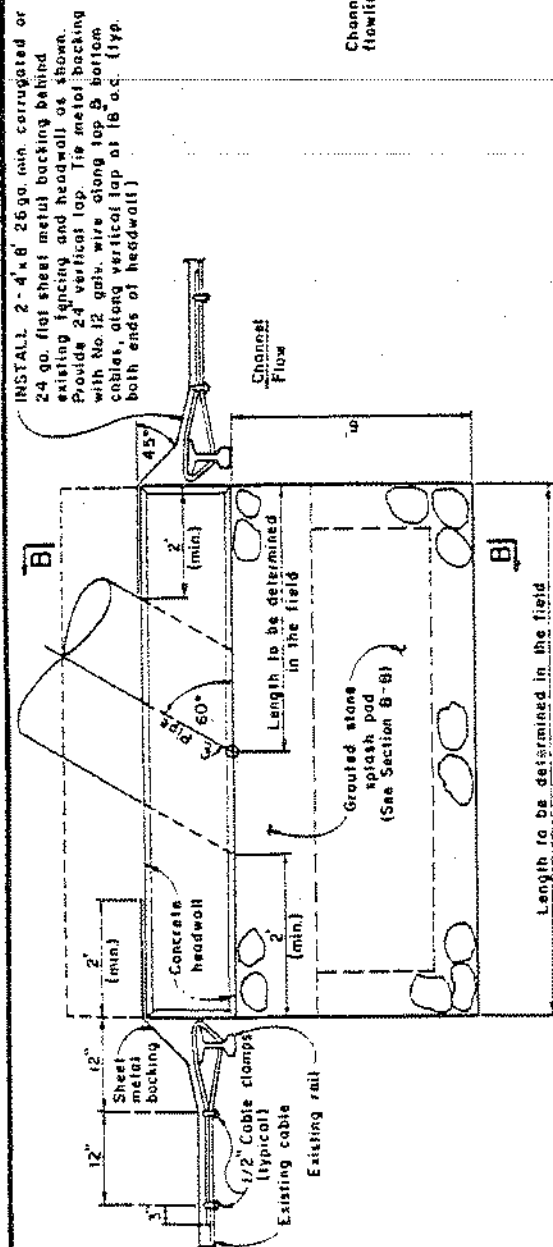 INSTALL 2 - 4'x8' 26ga. min. corrugated or
24 ga. flat sheet metal backing behind
existing fencing and headwall as shown.
Provide 24" vertical lap. Tie metal backing
with No. 12 galv. wire along top & bottom
cables, along vertical lap at 18" o.c. (typ.
both ends of headwall)
Channel
flowli
Channel
Flow
45°
B
B
2'
(min.)
Pipe
60°
Length to be determined
in the field
Grouted stone
splash pad
(See Section B-B)
Length to be determined in the field
2'
(min.)
Concrete
headwall
2'
(min.)
12"
Sheet
metal
backing
12"
3"
1/2" Cable clamps
(typical)
Existing cable
Existing rail